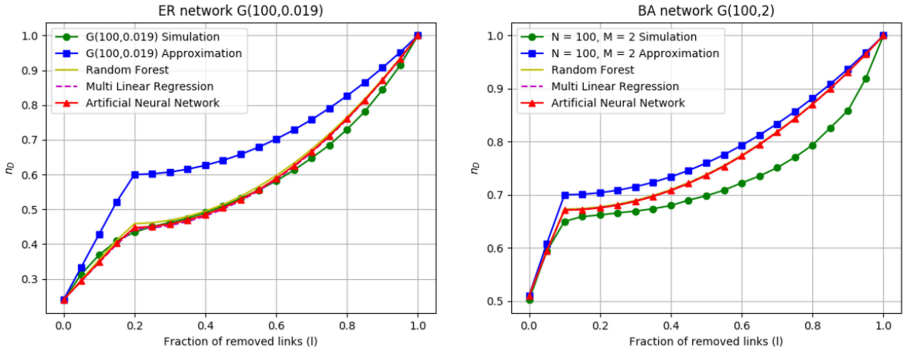 ER network G(100,0.019)
G(100,0.019) Simulation
G(100,0.019) Approximation
Random Forest
Multi Linear Regression
Artificial Neural Network
1.0
0.9
0.8
0.7
0.6
0.5
0.4
0.3
n_D
0.0 0.2 0.4 0.6 0.8 1.0
Fraction of removed links (l)
BA network G(100,2)
N = 100, M = 2 Simulation
N = 100, M = 2 Approximation
Random Forest
Multi Linear Regression
Artificial Neural Network
1.0
0.9
0.8
0.7
0.6
0.5
n_D
0.0 0.2 0.4 0.6 0.8 1.0
Fraction of removed links (l)